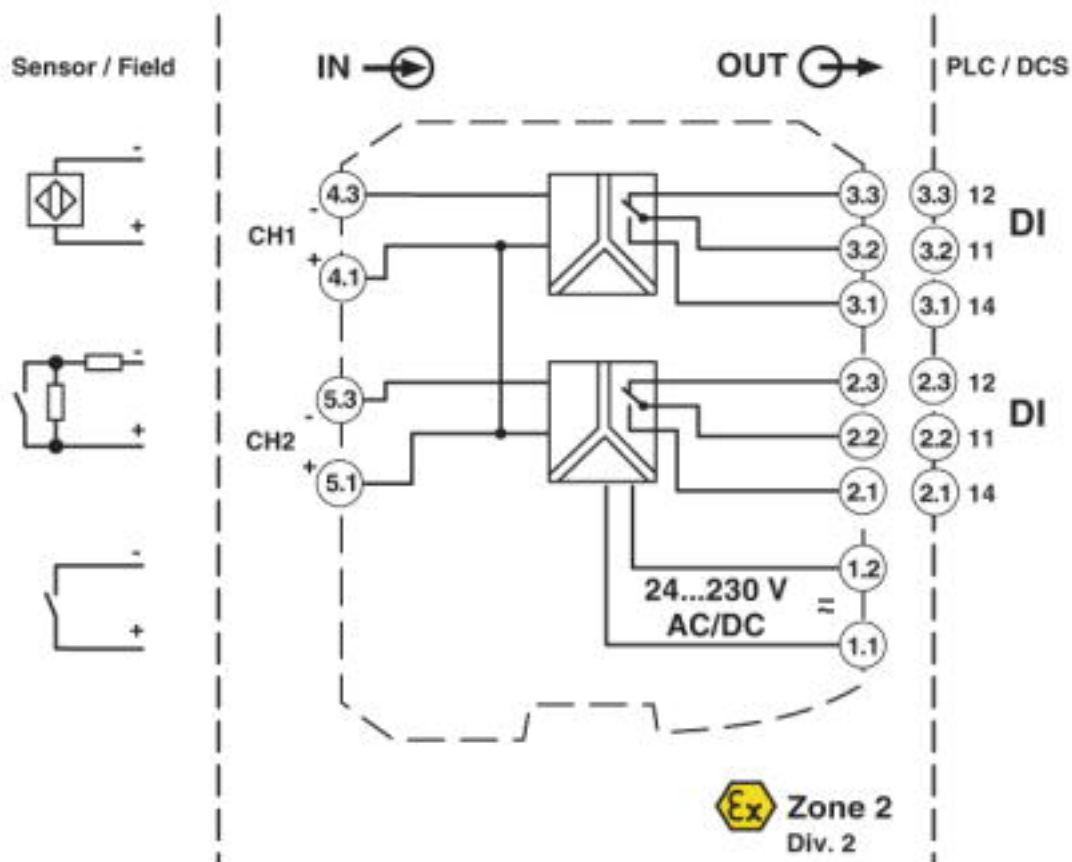 Sensor / Field
IN
OUT
PLC / DCS
-
+
4.3
-
CH1
+
4.1
3.3
3.2
3.1
3.3 12
3.2 11
3.1 14
DI
-
+
5.3
-
CH2
+
5.1
2.3
2.2
2.1
2.3 12
2.2 11
2.1 14
DI
-
+
24...230 V
AC/DC
1.2
1.1
Ex Zone 2
Div. 2